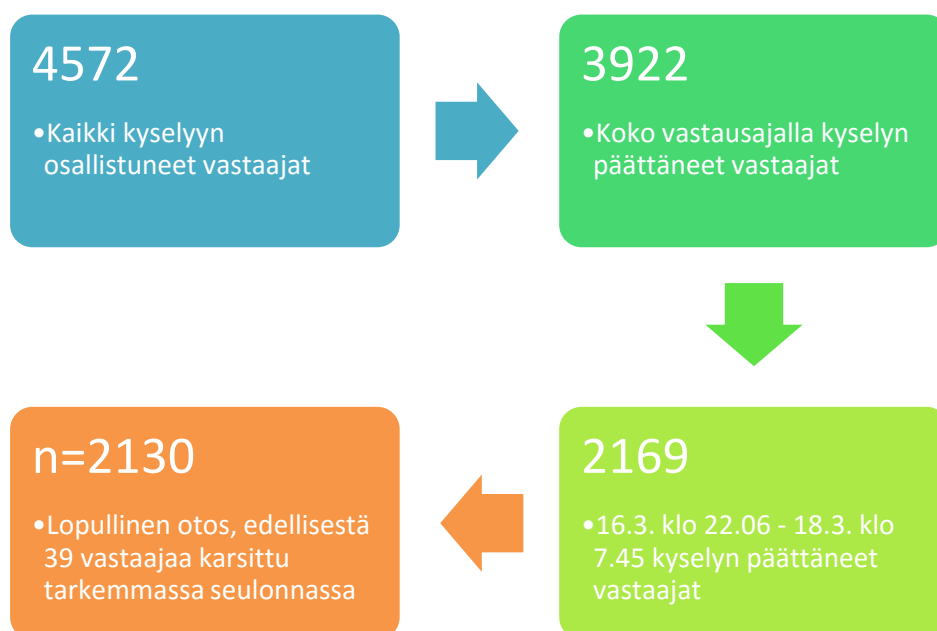 4572
•Kaikki kyselyyn
osallistuneet vastaajat
3922
•Koko vastausajalla kyselyn
päättäneet vastaajat
2169
•16.3. klo 22.06 - 18.3. klo
7.45 kyselyn päättäneet
vastaajat
n=2130
•Lopullinen otos, edellisestä
39 vastaajaa karsittu
tarkemmassa seulonnassa